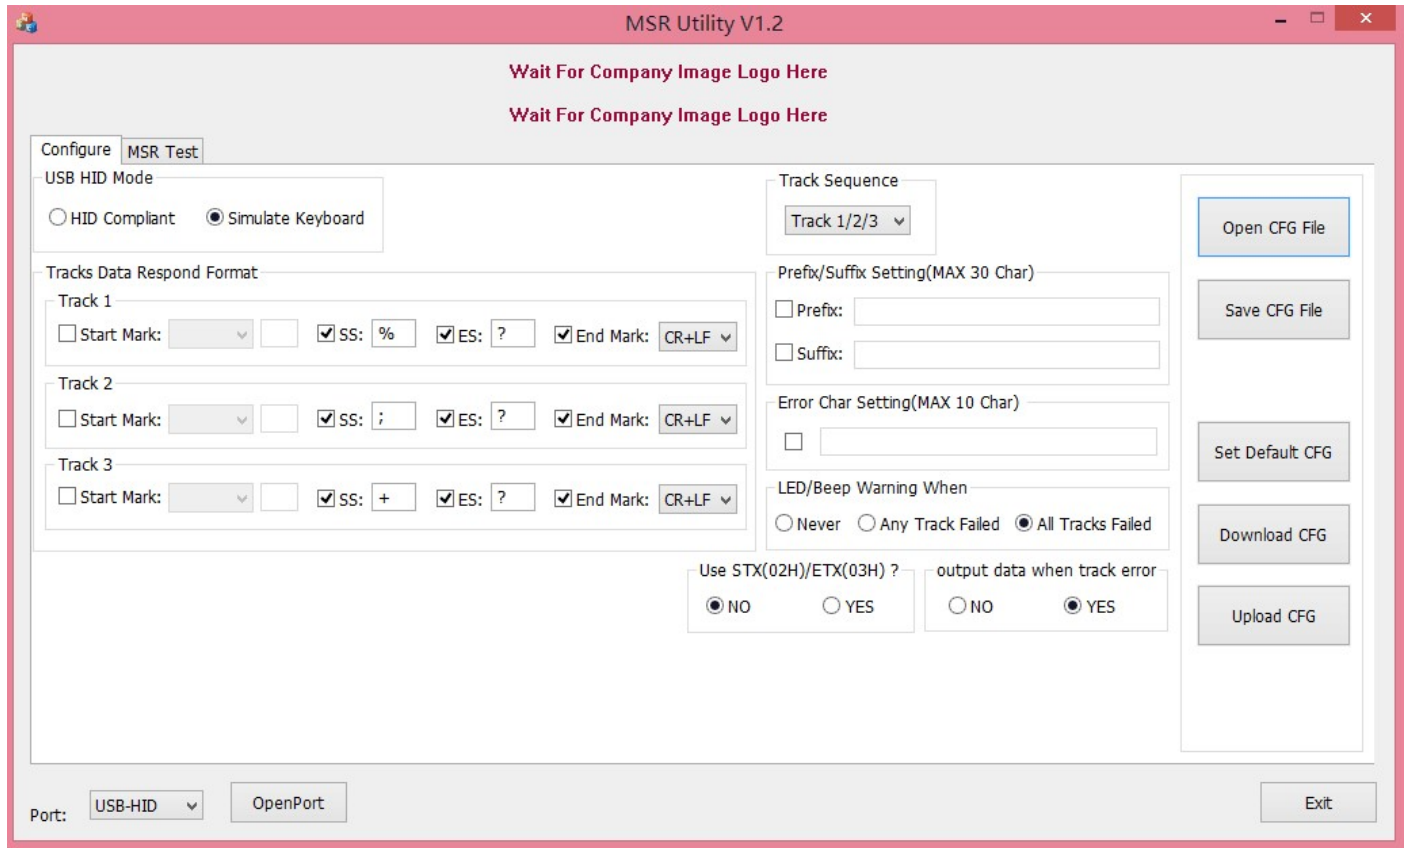 MSR Utility V1.2
Wait For Company Image Logo Here
Wait For Company Image Logo Here
Configure MSR Test
USB HID Mode
HID Compliant Simulate Keyboard
Tracks Data Respond Format
Track 1
Start Mark: SS: % ES: ? End Mark: CR+LF
Track 2
Start Mark: SS: ; ES: ? End Mark: CR+LF
Track 3
Start Mark: SS: + ES: ? End Mark: CR+LF
Track Sequence
Track 1/2/3
Prefix/Suffix Setting(MAX 30 Char)
Prefix:
Suffix:
Error Char Setting(MAX 10 Char)
LED/Beep Warning When
Never Any Track Failed All Tracks Failed
Use STX(02H)/ETX(03H) ?
NO YES
output data when track error
NO YES
Open CFG File
Save CFG File
Set Default CFG
Download CFG
Upload CFG
Port: USB-HID OpenPort Exit